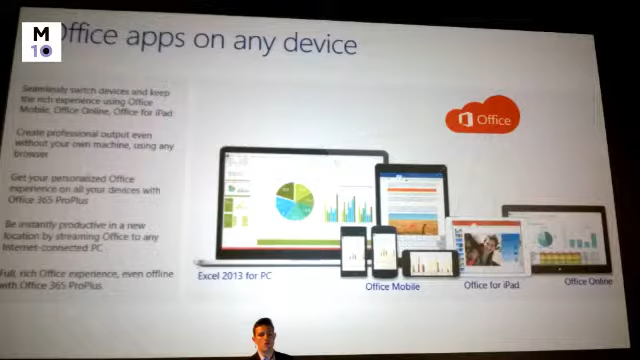 M
10
Office apps on any device
Seamlessly switch devices and keep
the rich experience using Office
Mobile, Office Online, Office for iPad
Create professional output even
without your own machine, using any
browser
Get your personalized Office
experience on all your devices with
Office 365 ProPlus
Be instantly productive in a new
location by streaming Office to any
Internet-connected PC
Full, rich Office experience, even offline
with Office 365 ProPlus
Office
Excel 2013 for PC
Office Mobile
Office for iPad
Office Online